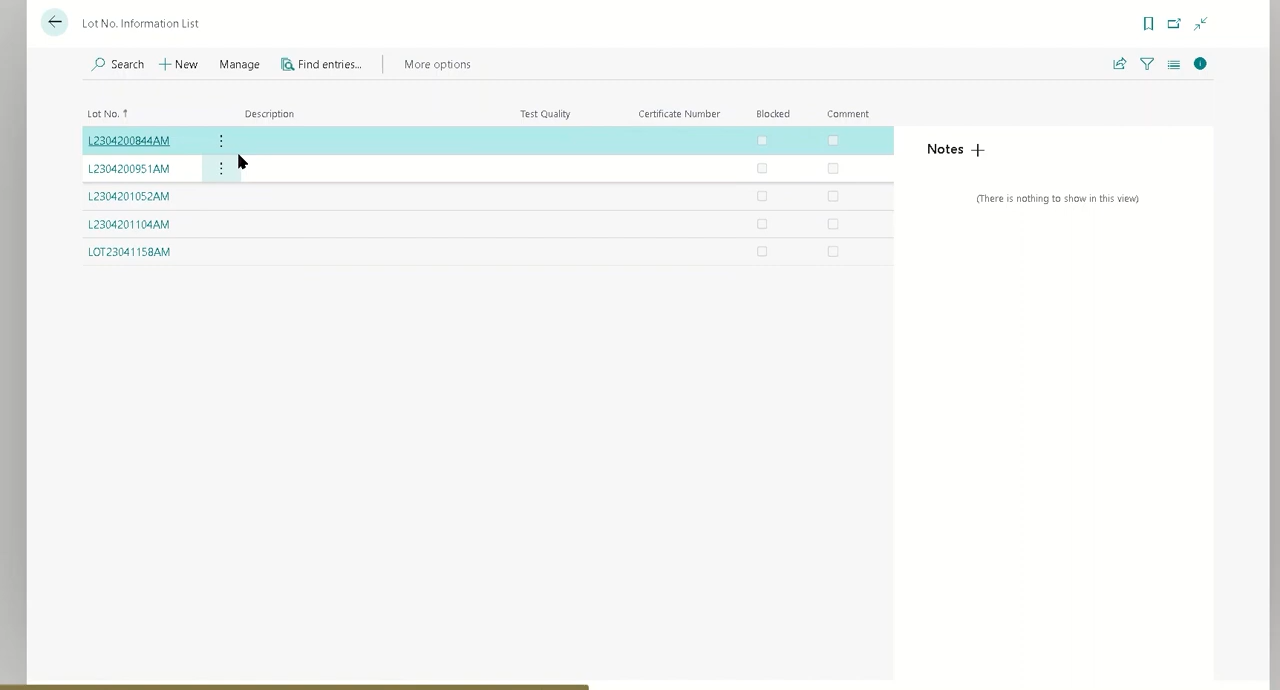 Lot No. Information List
Search New Manage Find entries... More options
Lot No. ↑ Description Test Quality Certificate Number Blocked Comment
L2304200844AM
L2304200951AM
L2304201052AM
L2304201104AM
LOT23041158AM
Notes
(There is nothing to show in this view)